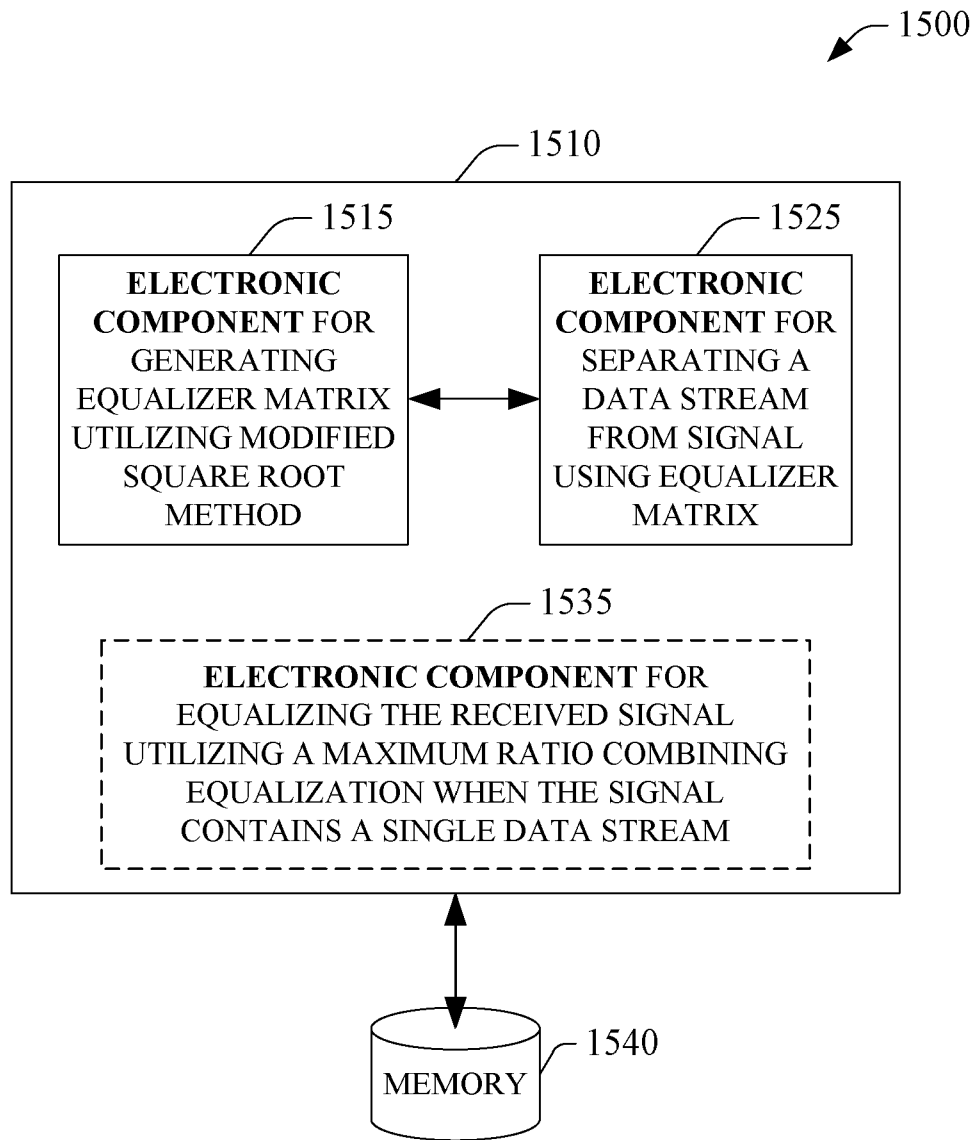 1500
1510
1515
1525
ELECTRONIC
COMPONENT FOR
GENERATING
EQUALIZER MATRIX
UTILIZING MODIFIED
SQUARE ROOT
METHOD
ELECTRONIC
COMPONENT FOR
SEPARATING A
DATA STREAM
FROM SIGNAL
USING EQUALIZER
MATRIX
1535
ELECTRONIC COMPONENT FOR
EQUALIZING THE RECEIVED SIGNAL
UTILIZING A MAXIMUM RATIO COMBINING
EQUALIZATION WHEN THE SIGNAL
CONTAINS A SINGLE DATA STREAM
1540
MEMORY